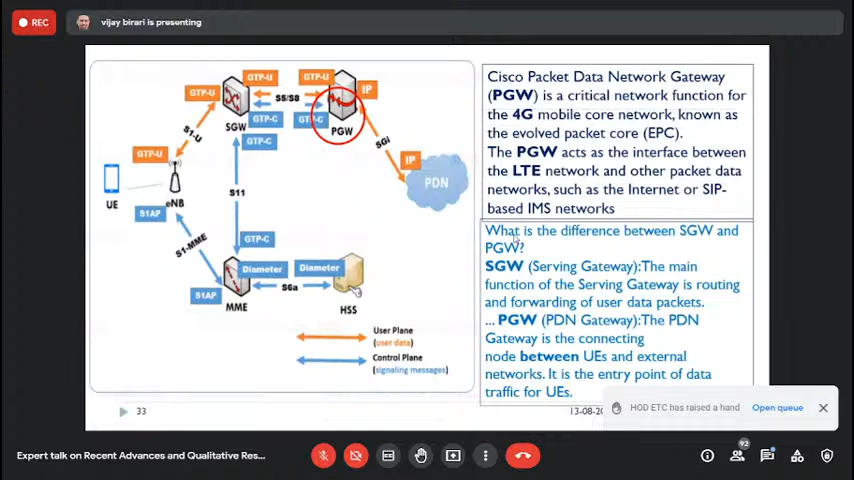 REC
vijay birari is presenting
GTP-U
GTP-U
IP
GTP-U
S5/S8
GTP-C
GTP-C
SGW
PGW
GTP-C
S1-U
SGi
GTP-U
IP
PDN
UE
eNB
S11
S1AP
S1-MME
GTP-C
Diameter
Diameter
S1AP
S6a
MME
HSS
User Plane
(user data)
Control Plane
(signaling messages)
33
Cisco Packet Data Network Gateway
(PGW) is a critical network function for
the 4G mobile core network, known as
the evolved packet core (EPC).
The PGW acts as the interface between
the LTE network and other packet data
networks, such as the Internet or SIP-
based IMS networks
What is the difference between SGW and
PGW?
SGW (Serving Gateway):The main
function of the Serving Gateway is routing
and forwarding of user data packets.
... PGW (PDN Gateway):The PDN
Gateway is the connecting
node between UEs and external
networks. It is the entry point of data
traffic for UEs.
13-08-20
HOD ETC has raised a hand
Open queue
Expert talk on Recent Advances and Qualitative Res...
92